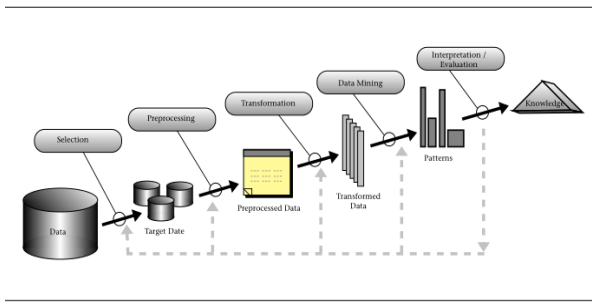 Interpretation /
Evaluation
Data Mining
Transformation
Preprocessing
Selection
Knowledge
Patterns
Transformed
Data
Preprocessed Data
Target Date
Data